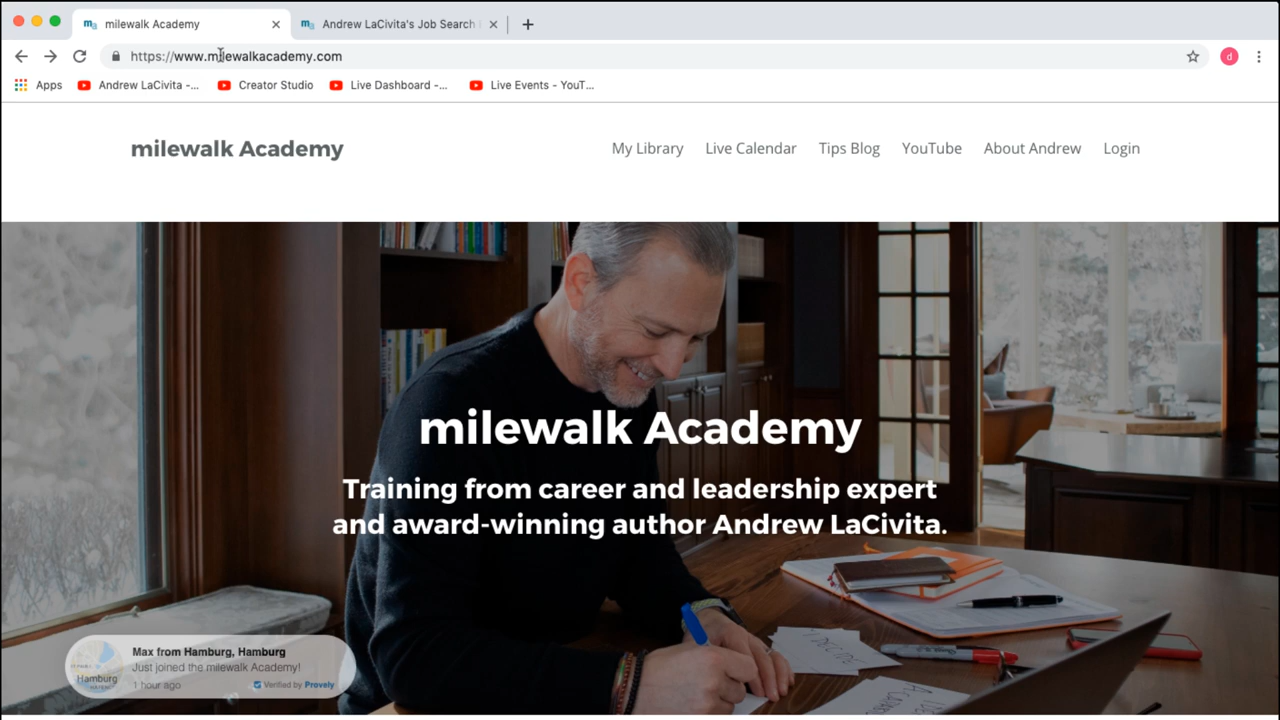 milewalk Academy
Andrew LaCivita's Job Search
https://www.milewalkacademy.com
d
Apps
Andrew LaCivita -...
Creator Studio
Live Dashboard -...
Live Events - YouT...
milewalk Academy
My Library
Live Calendar
Tips Blog
YouTube
About Andrew
Login
milewalk Academy
Training from career and leadership expert
and award-winning author Andrew LaCivita.
Max from Hamburg, Hamburg
Just joined the milewalk Academy!
1 hour ago
Verified by Provely
Hamburg